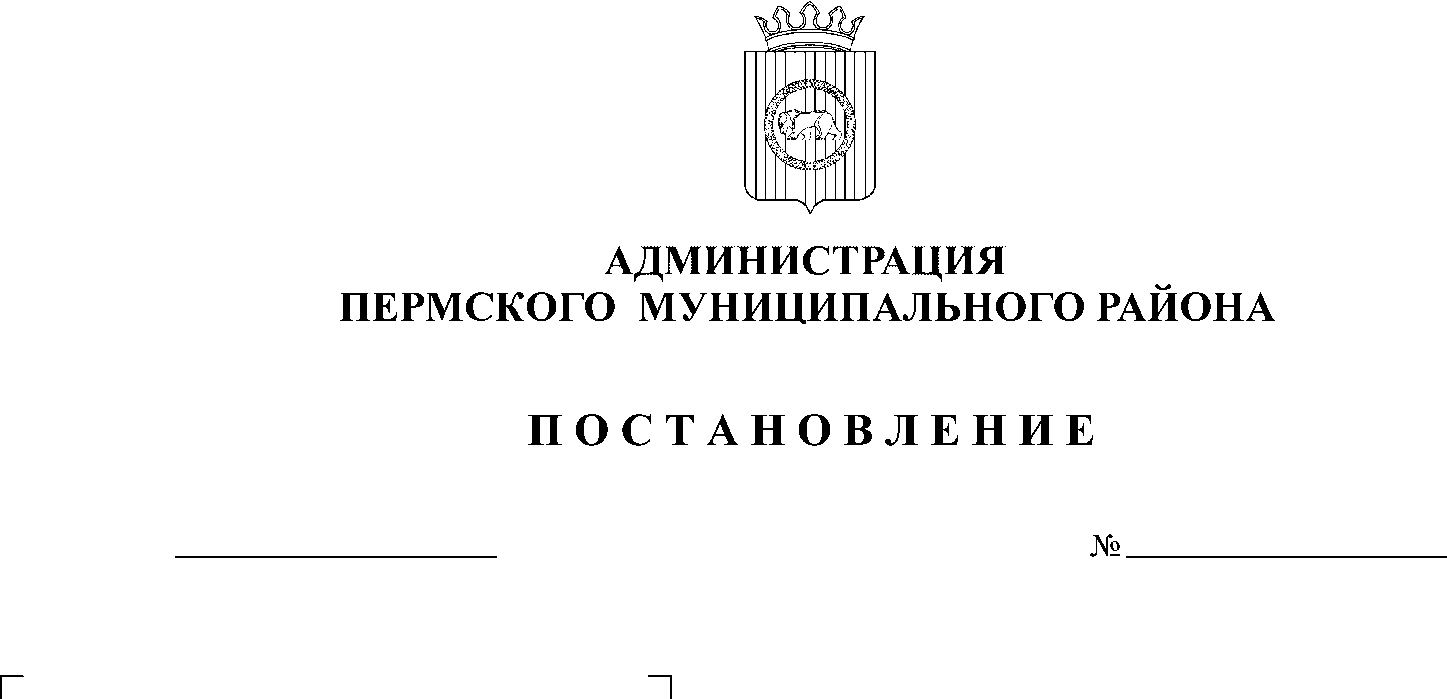 АДМИНИСТРАЦИЯ
ПЕРМСКОГО МУНИЦИПАЛЬНОГО РАЙОНА
П О С Т А Н О В Л Е Н И Е
№